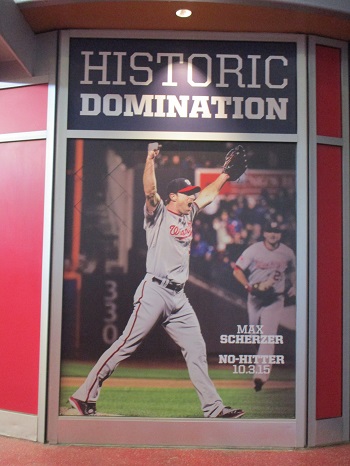 HISTORIC
DOMINATION
330
MAX
SCHERZER
NO-HITTER
10.3.15